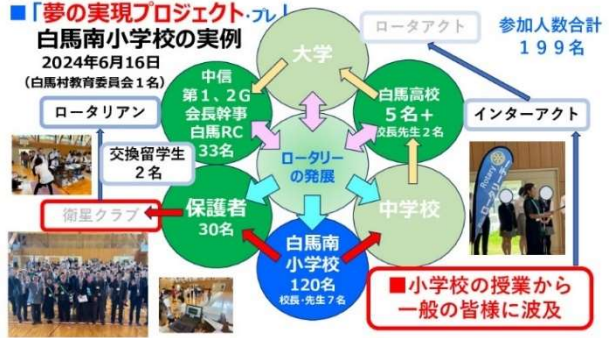 ■「夢の実現プロジェクト・プレ」
白馬南小学校の実例
2024年6月16日
（白馬村教育委員会１名）
参加人数合計
１９９名
大学
ロータアクト
中信
第１、２G
会長幹事
白馬RC
33名
白馬高校
５名＋
校長先生２名
ロータリアン
インターアクト
交換留学生
２名
ロータリー
の発展
衛星クラブ
保護者
30名
中学校
白馬南
小学校
120名
校長・先生７名
Rotary
ロータリーデー
■小学校の授業から
一般の皆様に波及